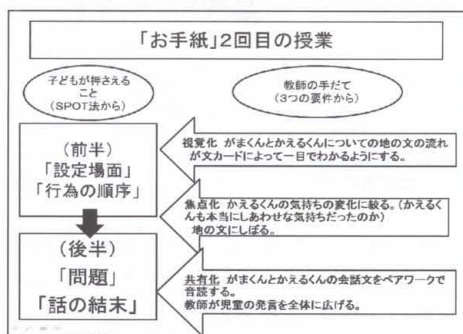 「お手紙」2回目の授業
子どもが押さえる
こと
(SPOT法から)
教師の手だて
(3つの要件から)
(前半)
「設定場面」
「行為の順序」
視覚化 がまくんとかえるくんについての地の文の流れ
が文カードによって一目でわかるようにする。
焦点化 かえるくんの気持ちの変化に絞る。(かえるく
んも本当にしあわせな気持ちだったのか)
地の文にしぼる。
(後半)
「問題」
「話の結末」
共有化 がまくんとかえるくんの会話文をペアワークで
音読する。
教師が児童の発言を全体に広げる。